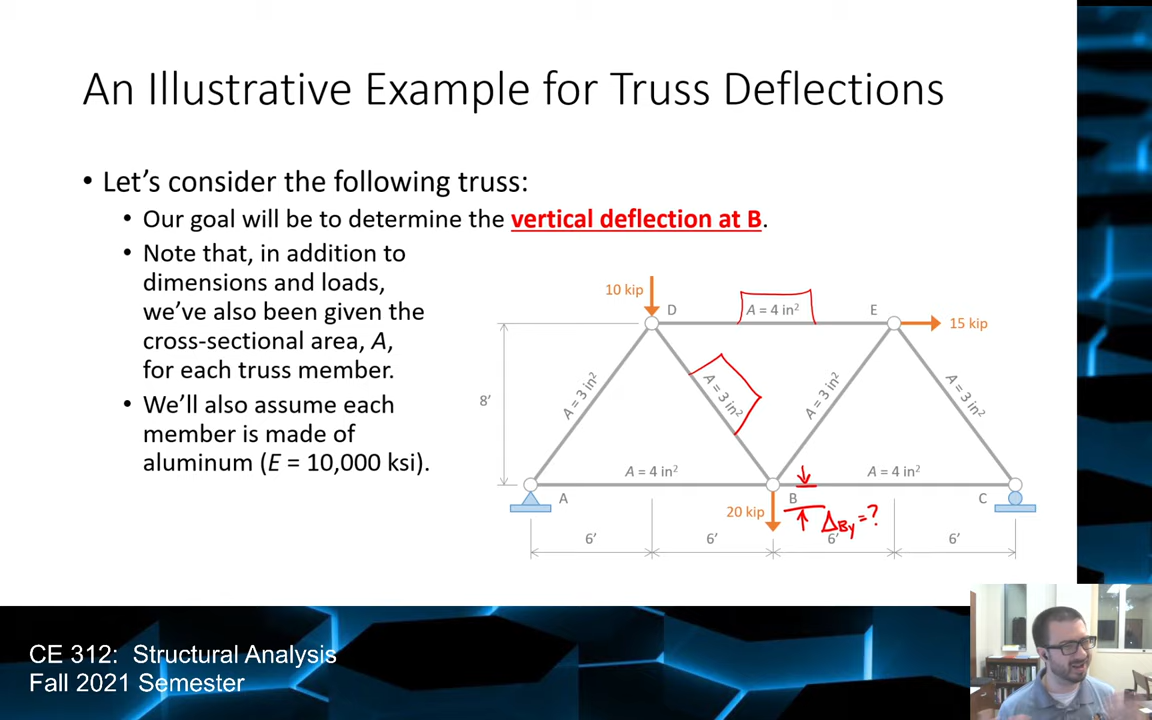 An Illustrative Example for Truss Deflections
• Let's consider the following truss:
• Our goal will be to determine the vertical deflection at B.
• Note that, in addition to
dimensions and loads,
we've also been given the
cross-sectional area, A,
for each truss member.
• We'll also assume each
member is made of
aluminum (E = 10,000 ksi).
10 kip
D
A = 4 in²
E
15 kip
8'
A = 3 in²
A = 3 in²
A = 3 in²
A = 3 in²
A = 4 in²
A = 4 in²
A
B
C
20 kip
ΔBy = ?
6'
6'
6'
6'
CE 312: Structural Analysis
Fall 2021 Semester